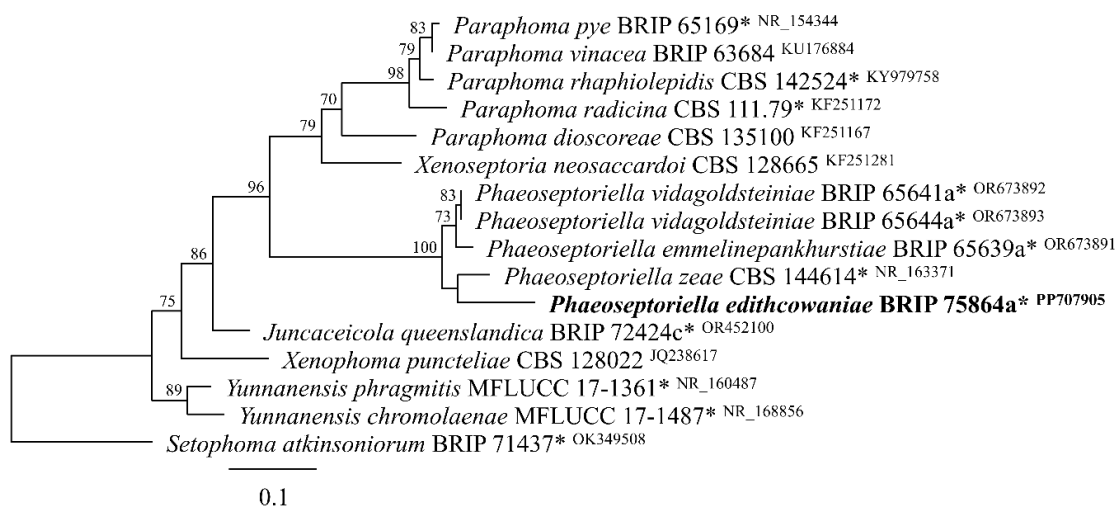 83 Paraphoma pye BRIP 65169* NR_154344
79 Paraphoma vinacea BRIP 63684 KU176884
98 Paraphoma rhaphiolepidis CBS 142524* KY979758
70 Paraphoma radicina CBS 111.79* KF251172
79 Paraphoma dioscoreae CBS 135100 KF251167
Xenoseptoria neosaccardoi CBS 128665 KF251281
96 83 Phaeoseptoriella vidagoldsteiniae BRIP 65641a* OR673892
73 Phaeoseptoriella vidagoldsteiniae BRIP 65644a* OR673893
86 100 Phaeoseptoriella emmelinepankhurstiae BRIP 65639a* OR673891
Phaeoseptoriella zeae CBS 144614* NR_163371
75 Phaeoseptoriella edithcowaniae BRIP 75864a* PP707905
Juncaceicola queenslandica BRIP 72424c* OR452100
Xenophoma puncteliae CBS 128022 JQ238617
89 Yunnanensis phragmitis MFLUCC 17-1361* NR_160487
Yunnanensis chromolaenae MFLUCC 17-1487* NR_168856
Setophoma atkinsoniorum BRIP 71437* OK349508
0.1